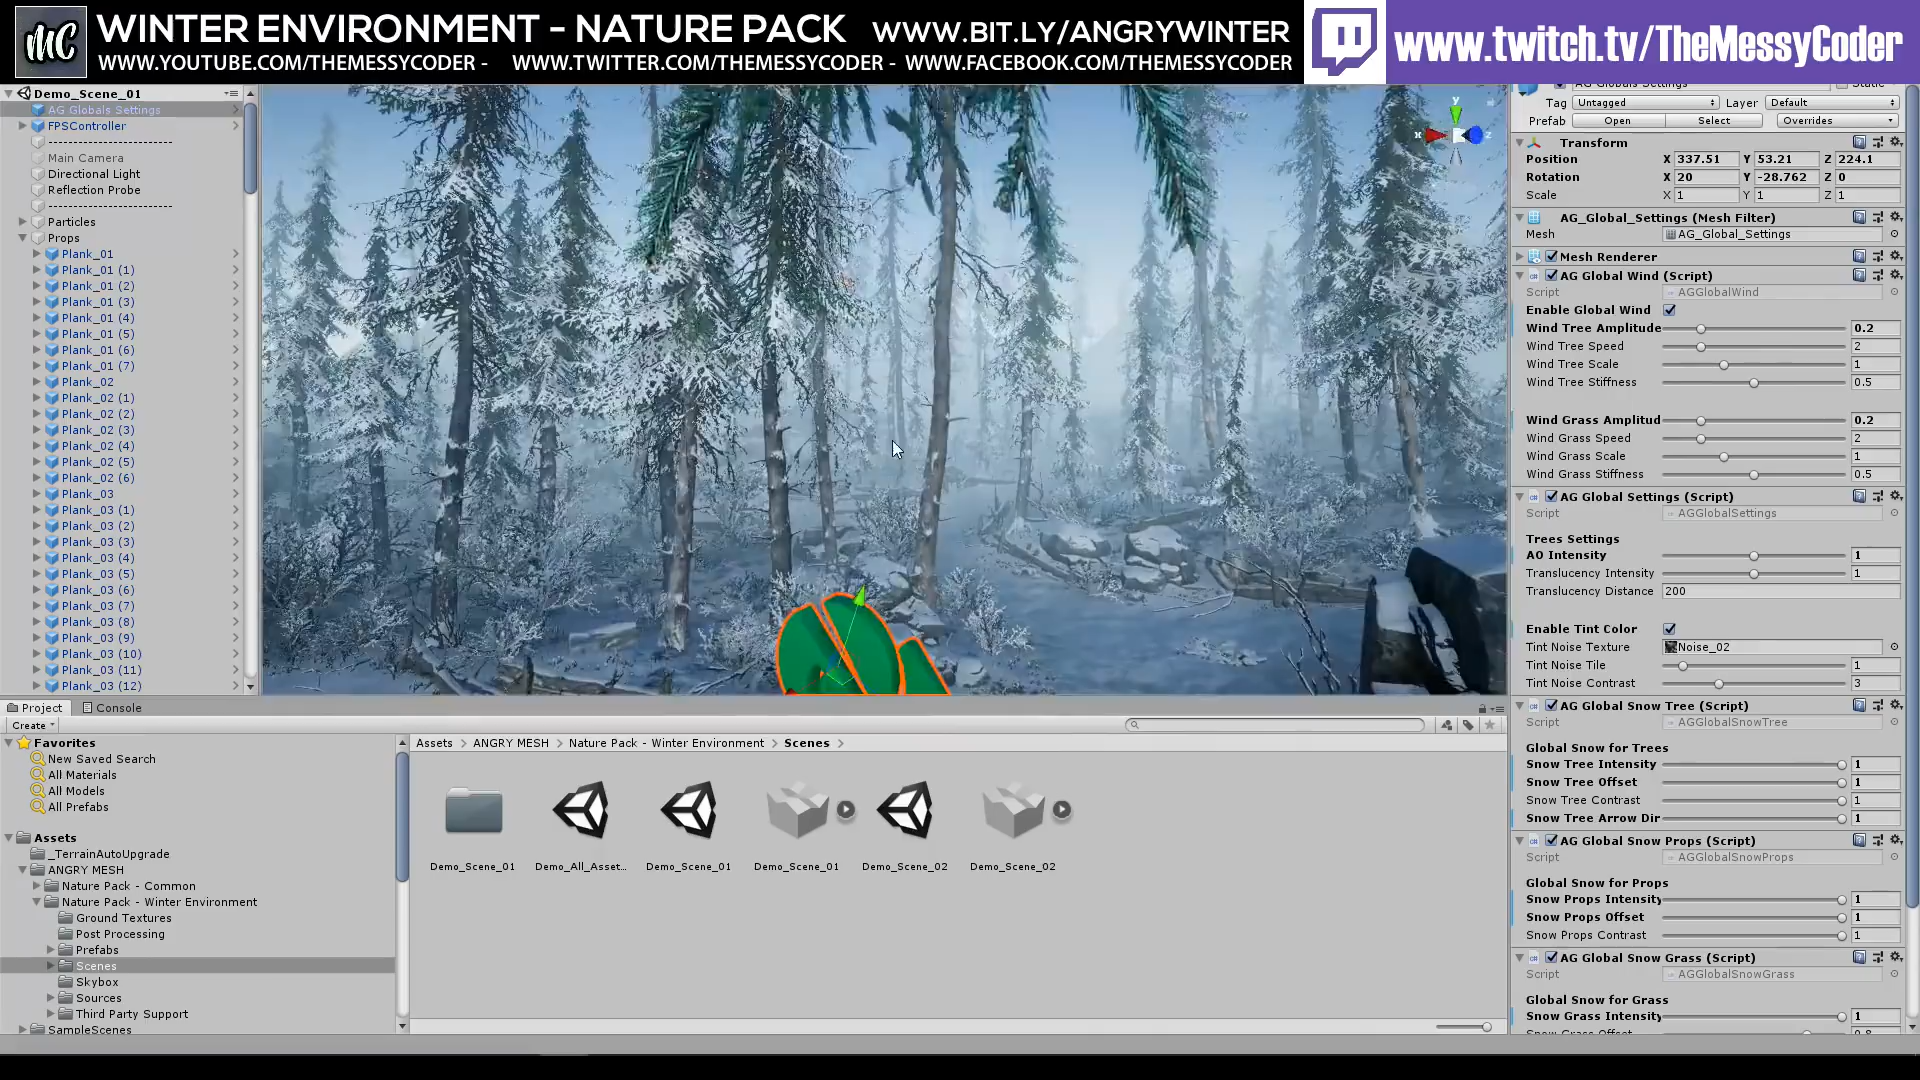 MC
WINTER ENVIRONMENT - NATURE PACK
WWW.BIT.LY/ANGRYWINTER
WWW.YOUTUBE.COM/THEMESSYCODER - WWW.TWITTER.COM/THEMESSYCODER - WWW.FACEBOOK.COM/THEMESSYCODER
www.twitch.tv/TheMessyCoder
Demo_Scene_01
AG Globals Settings
FPSController
------------------------
Main Camera
Directional Light
Reflection Probe
------------------------
Particles
Props
Plank_01
Plank_01 (1)
Plank_01 (2)
Plank_01 (3)
Plank_01 (4)
Plank_01 (5)
Plank_01 (6)
Plank_01 (7)
Plank_02
Plank_02 (1)
Plank_02 (2)
Plank_02 (3)
Plank_02 (4)
Plank_02 (5)
Plank_02 (6)
Plank_03
Plank_03 (1)
Plank_03 (2)
Plank_03 (3)
Plank_03 (4)
Plank_03 (5)
Plank_03 (6)
Plank_03 (7)
Plank_03 (8)
Plank_03 (9)
Plank_03 (10)
Plank_03 (11)
Plank_03 (12)
y
x
z
Tag Untagged Layer Default
Prefab Open Select Overrides
Transform
Position X 337.51 Y 53.21 Z 224.1
Rotation X 20 Y -28.762 Z 0
Scale X 1 Y 1 Z 1
AG_Global_Settings (Mesh Filter)
Mesh AG_Global_Settings
Mesh Renderer
AG Global Wind (Script)
Script AGGlobalWind
Enable Global Wind
Wind Tree Amplitude 0.2
Wind Tree Speed 2
Wind Tree Scale 1
Wind Tree Stiffness 0.5
Wind Grass Amplitud 0.2
Wind Grass Speed 2
Wind Grass Scale 1
Wind Grass Stiffness 0.5
AG Global Settings (Script)
Script AGGlobalSettings
Trees Settings
AO Intensity 1
Translucency Intensity 1
Translucency Distance 200
Enable Tint Color
Tint Noise Texture Noise_02
Tint Noise Tile 1
Tint Noise Contrast 3
AG Global Snow Tree (Script)
Script AGGlobalSnowTree
Global Snow for Trees
Snow Tree Intensity 1
Snow Tree Offset 1
Snow Tree Contrast 1
Snow Tree Arrow Dir 1
AG Global Snow Props (Script)
Script AGGlobalSnowProps
Global Snow for Props
Snow Props Intensity 1
Snow Props Offset 1
Snow Props Contrast 1
AG Global Snow Grass (Script)
Script AGGlobalSnowGrass
Global Snow for Grass
Snow Grass Intensity 1
Project Console
Create
Favorites
New Saved Search
All Materials
All Models
All Prefabs
Assets
_TerrainAutoUpgrade
ANGRY MESH
Nature Pack - Common
Nature Pack - Winter Environment
Ground Textures
Post Processing
Prefabs
Scenes
Skybox
Sources
Third Party Support
SampleScenes
Assets > ANGRY MESH > Nature Pack - Winter Environment > Scenes >
Demo_Scene_01 Demo_All_Asset... Demo_Scene_01 Demo_Scene_01 Demo_Scene_02 Demo_Scene_02